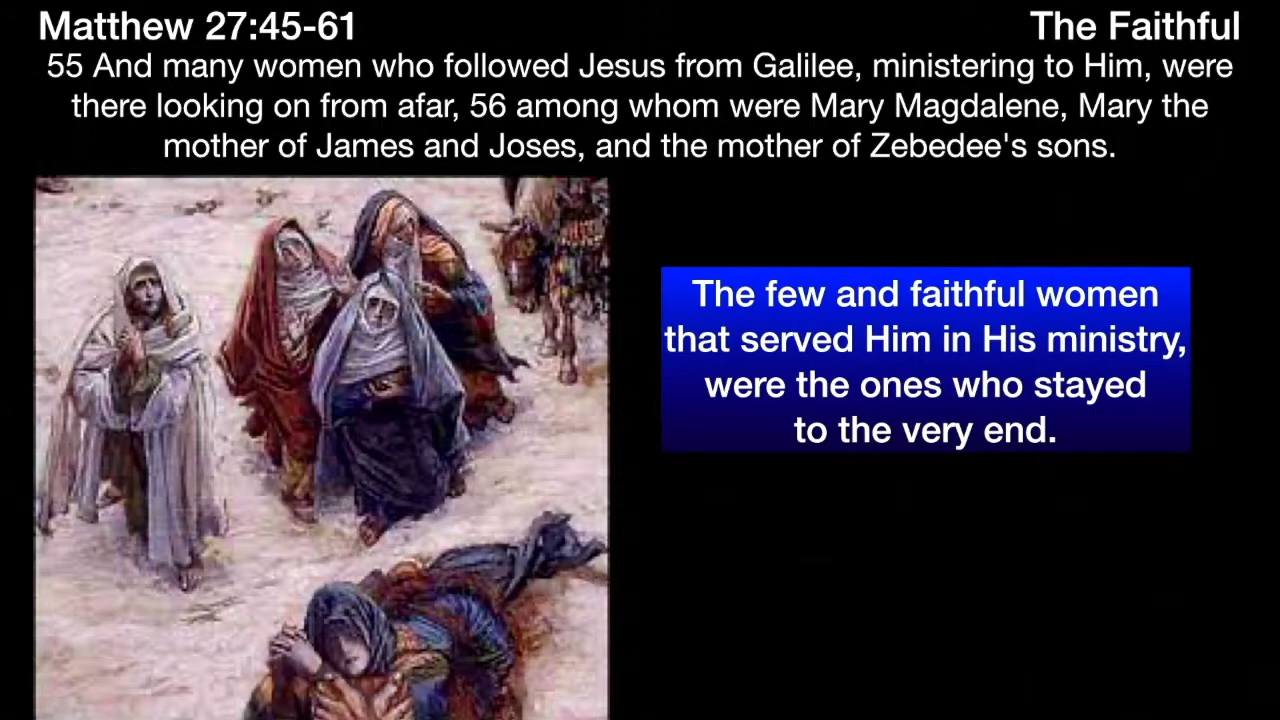 Matthew 27:45-61
The Faithful
55 And many women who followed Jesus from Galilee, ministering to Him, were
there looking on from afar, 56 among whom were Mary Magdalene, Mary the
mother of James and Joses, and the mother of Zebedee's sons.
The few and faithful women
that served Him in His ministry,
were the ones who stayed
to the very end.